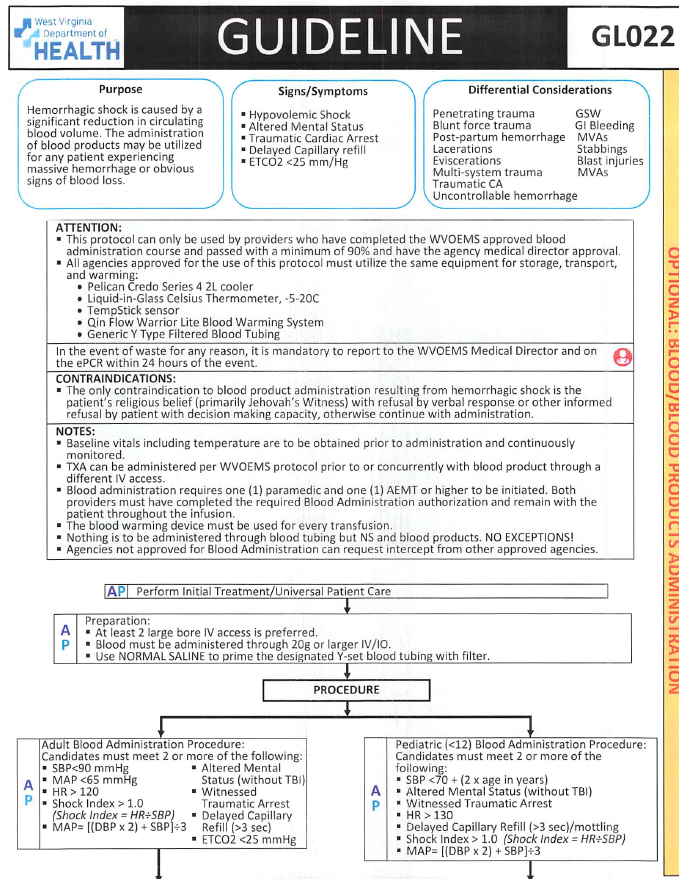 West Virginia
Department of
HEALTH
GUIDELINE
GL022
Purpose
Hemorrhagic shock is caused by a
significant reduction in circulating
blood volume. The administration
of blood products may be utilized
for any patient experiencing
massive hemorrhage or obvious
signs of blood loss.
Signs/Symptoms
▪ Hypovolemic Shock
▪ Altered Mental Status
▪ Traumatic Cardiac Arrest
▪ Delayed Capillary refill
▪ ETCO2 <25 mm/Hg
Differential Considerations
Penetrating trauma
Blunt force trauma
Post-partum hemorrhage
Lacerations
Eviscerations
Multi-system trauma
Traumatic CA
Uncontrollable hemorrhage
GSW
GI Bleeding
MVAs
Stabbings
Blast injuries
MVAs
ATTENTION:
▪ This protocol can only be used by providers who have completed the WVOEMS approved blood
administration course and passed with a minimum of 90% and have the agency medical director approval.
▪ All agencies approved for the use of this protocol must utilize the same equipment for storage, transport,
and warming:
• Pelican Credo Series 4 2L cooler
• Liquid-in-Glass Celsius Thermometer, -5-20C
• TempStick sensor
• Qin Flow Warrior Lite Blood Warming System
• Generic Y Type Filtered Blood Tubing
In the event of waste for any reason, it is mandatory to report to the WVOEMS Medical Director and on
the ePCR within 24 hours of the event.
CONTRAINDICATIONS:
▪ The only contraindication to blood product administration resulting from hemorrhagic shock is the
patient's religious belief (primarily Jehovah's Witness) with refusal by verbal response or other informed
refusal by patient with decision making capacity, otherwise continue with administration.
NOTES:
▪ Baseline vitals including temperature are to be obtained prior to administration and continuously
monitored.
▪ TXA can be administered per WVOEMS protocol prior to or concurrently with blood product through a
different IV access.
▪ Blood administration requires one (1) paramedic and one (1) AEMT or higher to be initiated. Both
providers must have completed the required Blood Administration authorization and remain with the
patient throughout the infusion.
▪ The blood warming device must be used for every transfusion.
▪ Nothing is to be administered through blood tubing but NS and blood products. NO EXCEPTIONS!
▪ Agencies not approved for Blood Administration can request intercept from other approved agencies.
OPTIONAL: BLOOD/BLOOD PRODUCTS ADMINISTRATION
AP Perform Initial Treatment/Universal Patient Care
A
P
Preparation:
▪ At least 2 large bore IV access is preferred.
▪ Blood must be administered through 20g or larger IV/IO.
▪ Use NORMAL SALINE to prime the designated Y-set blood tubing with filter.
PROCEDURE
A
P
Adult Blood Administration Procedure:
Candidates must meet 2 or more of the following:
▪ SBP<90 mmHg
▪ MAP <65 mmHg
▪ HR > 120
▪ Shock Index > 1.0
(Shock Index = HR÷SBP)
▪ MAP= [(DBP x 2) + SBP]÷3
▪ Altered Mental
Status (without TBI)
▪ Witnessed
Traumatic Arrest
▪ Delayed Capillary
Refill (>3 sec)
▪ ETCO2 <25 mmHg
A
P
Pediatric (<12) Blood Administration Procedure:
Candidates must meet 2 or more of the
following:
▪ SBP <70 + (2 x age in years)
▪ Altered Mental Status (without TBI)
▪ Witnessed Traumatic Arrest
▪ HR > 130
▪ Delayed Capillary Refill (>3 sec)/mottling
▪ Shock Index > 1.0 (Shock Index = HR÷SBP)
▪ MAP= [(DBP x 2) + SBP]÷3